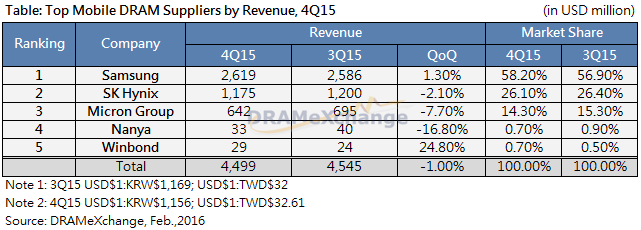 Table: Top Mobile DRAM Suppliers by Revenue, 4Q15 (in USD million)
Ranking Company Revenue Market Share
4Q15 3Q15 QoQ 4Q15 3Q15
1 Samsung 2,619 2,586 1.30% 58.20% 56.90%
2 SK Hynix 1,175 1,200 -2.10% 26.10% 26.40%
3 Micron Group 642 695 -7.70% 14.30% 15.30%
DRAMeXchange
4 Nanya 33 40 -16.80% 0.70% 0.90%
5 Winbond 29 24 24.80% 0.70% 0.50%
Total 4,499 4,545 -1.00% 100.00% 100.00%
Note 1: 3Q15 USD$1:KRW$1,169; USD$1:TWD$32
Note 2: 4Q15 USD$1:KRW$1,156; USD$1:TWD$32.61
Source: DRAMeXchange, Feb.,2016